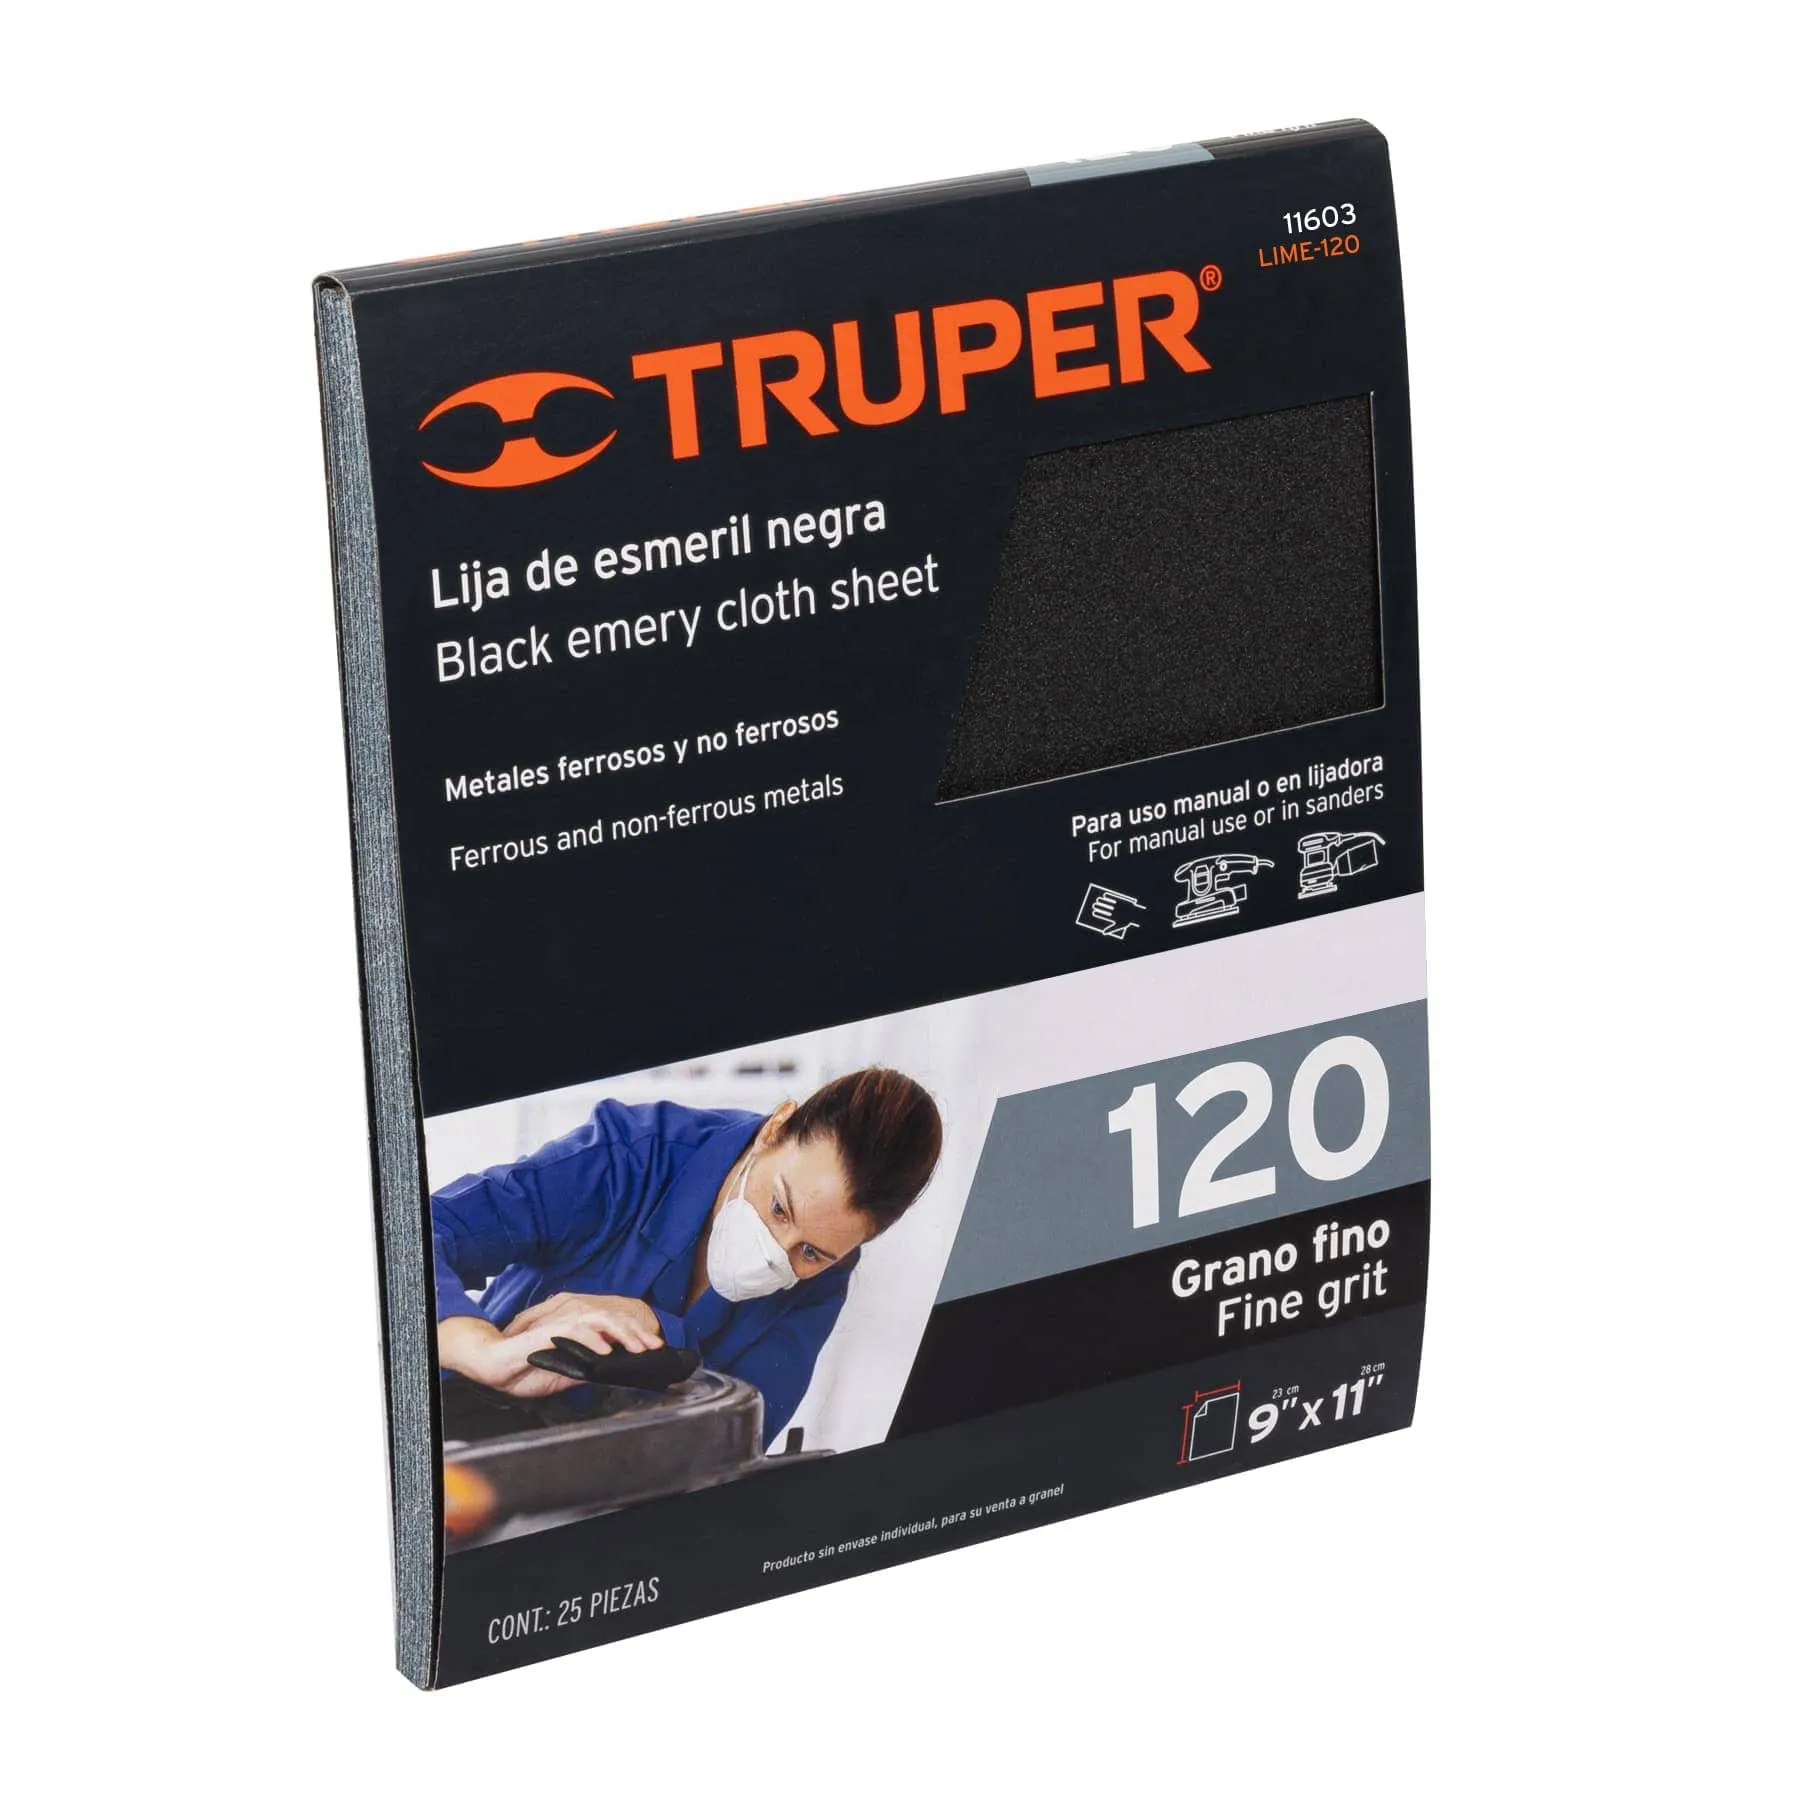 11603
LIME-120
TRUPER®
Lija de esmeril negra
Black emery cloth sheet
Metales ferrosos y no ferrosos
Ferrous and non-ferrous metals
Para uso manual o en lijadora
For manual use or in sanders
120
Grano fino
Fine grit
23 cm 28 cm
9" x 11"
Producto sin envase individual, para su venta a granel
CONT.: 25 PIEZAS